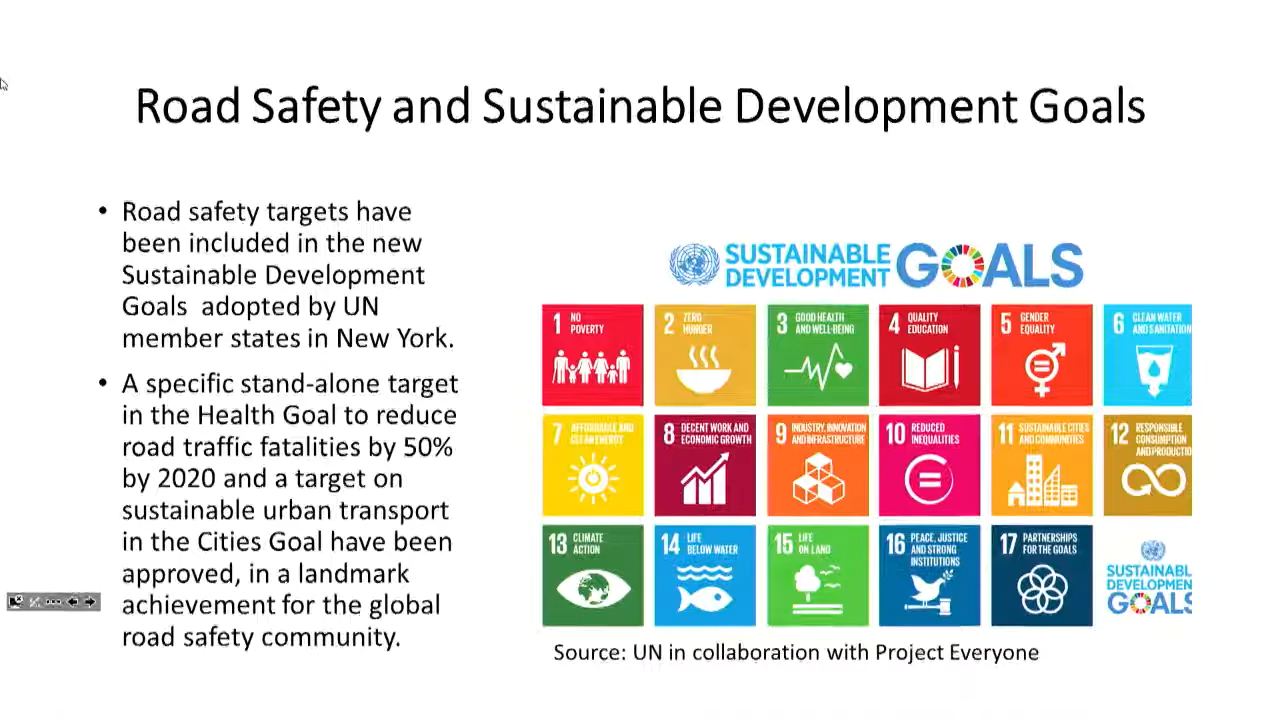 Road Safety and Sustainable Development Goals
• Road safety targets have
been included in the new
Sustainable Development
Goals adopted by UN
member states in New York.
• A specific stand-alone target
in the Health Goal to reduce
road traffic fatalities by 50%
by 2020 and a target on
sustainable urban transport
in the Cities Goal have been
approved, in a landmark
achievement for the global
road safety community.
SUSTAINABLE
DEVELOPMENT
GOALS
1 NO
POVERTY
2 ZERO
HUNGER
3 GOOD HEALTH
AND WELL-BEING
4 QUALITY
EDUCATION
5 GENDER
EQUALITY
6 CLEAN WATER
AND SANITATION
7 AFFORDABLE AND
CLEAN ENERGY
8 DECENT WORK AND
ECONOMIC GROWTH
9 INDUSTRY, INNOVATION
AND INFRASTRUCTURE
10 REDUCED
INEQUALITIES
11 SUSTAINABLE CITIES
AND COMMUNITIES
12 RESPONSIBLE
CONSUMPTION
AND PRODUCTIO
13 CLIMATE
ACTION
14 LIFE
BELOW WATER
15 LIFE
ON LAND
16 PEACE, JUSTICE
AND STRONG
INSTITUTIONS
17 PARTNERSHIPS
FOR THE GOALS
SUSTAINABL
DEVELOPMEN
GOALS
Source: UN in collaboration with Project Everyone